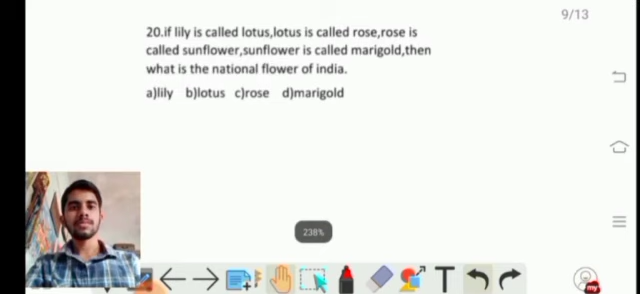 9/13
20.if lily is called lotus,lotus is called rose,rose is
called sunflower,sunflower is called marigold,then
what is the national flower of india.
a)lily b)lotus c)rose d)marigold
238%
T
my